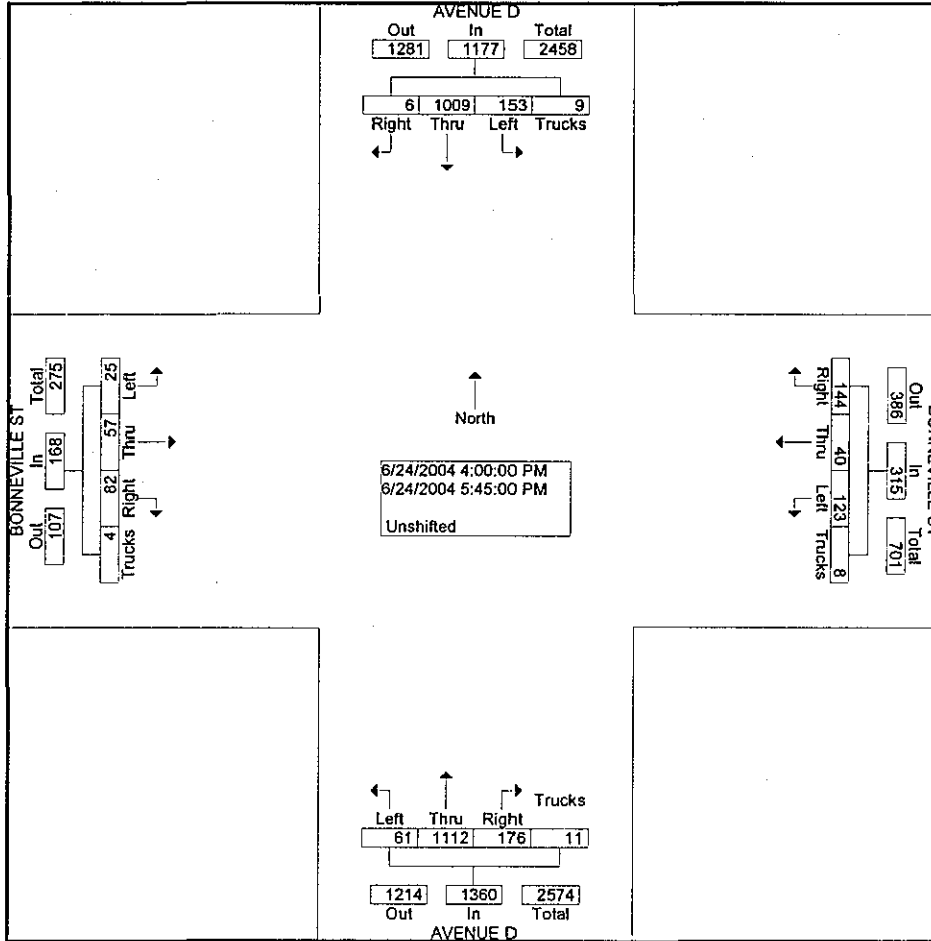 AVENUE D
Out In Total
1281 1177 2458
6 1009 153 9
Right Thru Left Trucks
BONNEVILLE ST
Total In Out
275 168 107
25 57 82 4
Left Thru Right Trucks
North
6/24/2004 4:00:00 PM
6/24/2004 5:45:00 PM
Unshifted
Right Thru Left Trucks
144 40 123 8
Out In Total
386 315 701
Trucks
Left Thru Right
61 1112 176 11
1214 1360 2574
Out In Total
AVENUE D